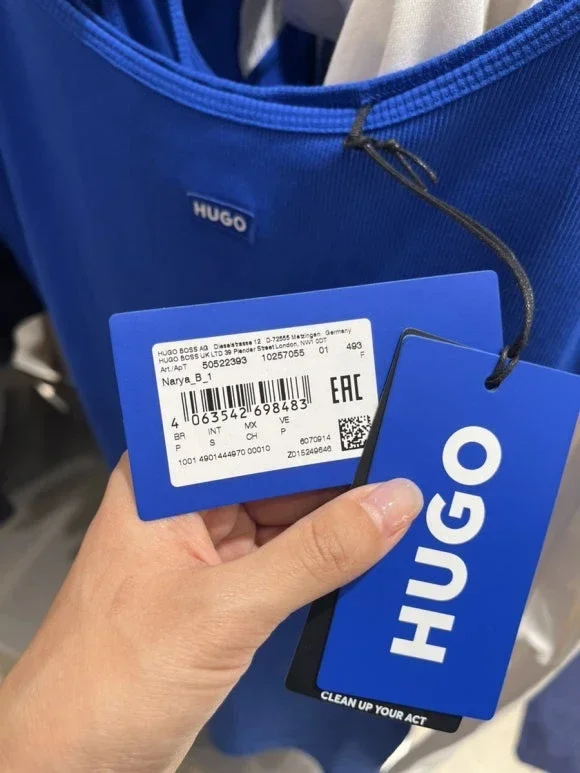 HUGO
HUGO BOSS AG Dieselstrasse 12 D-72555 Metzingen Germany
HUGO BOSS UK LTD 39 Plender Street London, NW1 0DT
Art./ApT 50522393 10257055 01 493
Narya_B_1 F
EAC
4 063542 698483
BR INT MX VE
P S CH P
6070914
1001 4901444970 00010 Z015249646
HUGO
CLEAN UP YOUR ACT